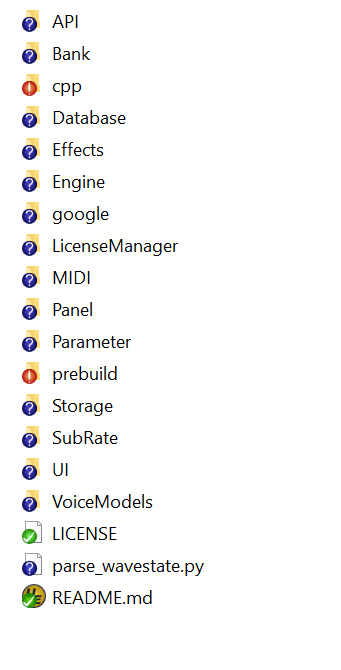 API
Bank
cpp
Database
Effects
Engine
google
LicenseManager
MIDI
Panel
Parameter
prebuild
Storage
SubRate
UI
VoiceModels
LICENSE
parse_wavestate.py
README.md